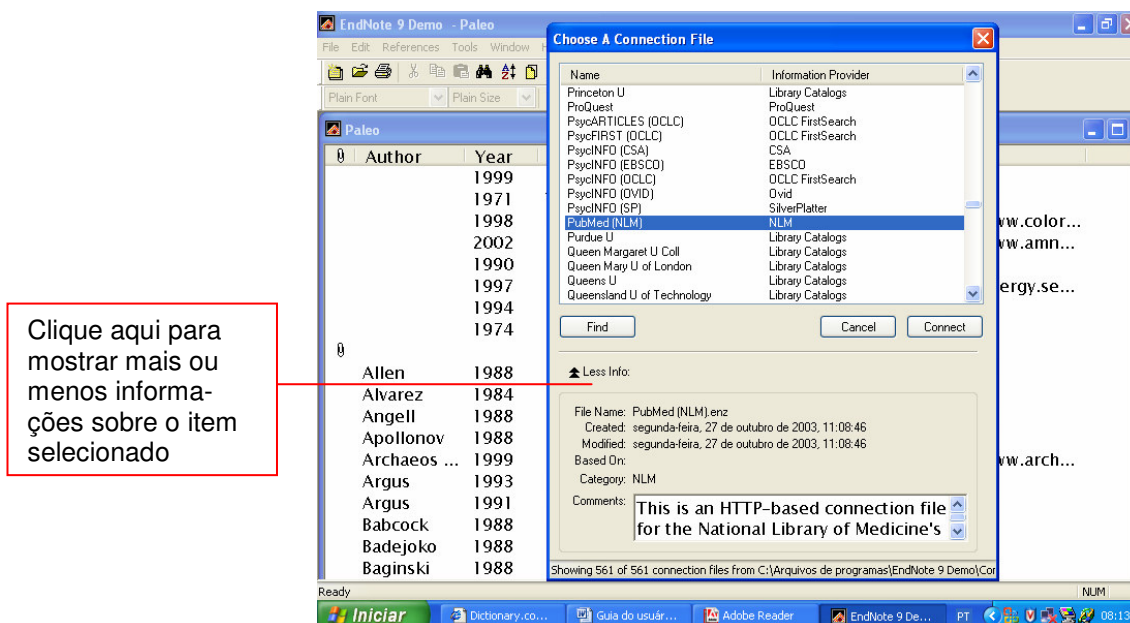 EndNote 9 Demo - Paleo
File Edit References Tools Window
Plain Font Plain Size
Paleo
Author Year
1999
1971
1998 ww.color...
2002 ww.amn...
1990
1997 ergy.se...
1994
1974
Allen 1988
Alvarez 1984
Angell 1988
Apollonov 1988
Archaeos ... 1999 ww.arch...
Argus 1993
Argus 1991
Babcock 1988
Badejoko 1988
Baginski 1988
Ready NUM
Choose A Connection File
Name Information Provider
Princeton U Library Catalogs
ProQuest ProQuest
PsycARTICLES (OCLC) OCLC FirstSearch
PsycFIRST (OCLC) OCLC FirstSearch
PsycINFO (CSA) CSA
PsycINFO (EBSCO) EBSCO
PsycINFO (OCLC) OCLC FirstSearch
PsycINFO (OVID) Ovid
PsycINFO (SP) SilverPlatter
PubMed (NLM) NLM
Purdue U Library Catalogs
Queen Margaret U Coll Library Catalogs
Queen Mary U of London Library Catalogs
Queens U Library Catalogs
Queensland U of Technology Library Catalogs
Find Cancel Connect
Less Info:
File Name: PubMed (NLM).enz
Created: segunda-feira, 27 de outubro de 2003, 11:08:46
Modified: segunda-feira, 27 de outubro de 2003, 11:08:46
Based On:
Category: NLM
Comments: This is an HTTP-based connection file
for the National Library of Medicine's
Showing 561 of 561 connection files from C:\Arquivos de programas\EndNote 9 Demo\Con
Clique aqui para
mostrar mais ou
menos informa-
ções sobre o item
selecionado
Iniciar Dictionary.co... Guia do usuár... Adobe Reader EndNote 9 De... PT 08:13